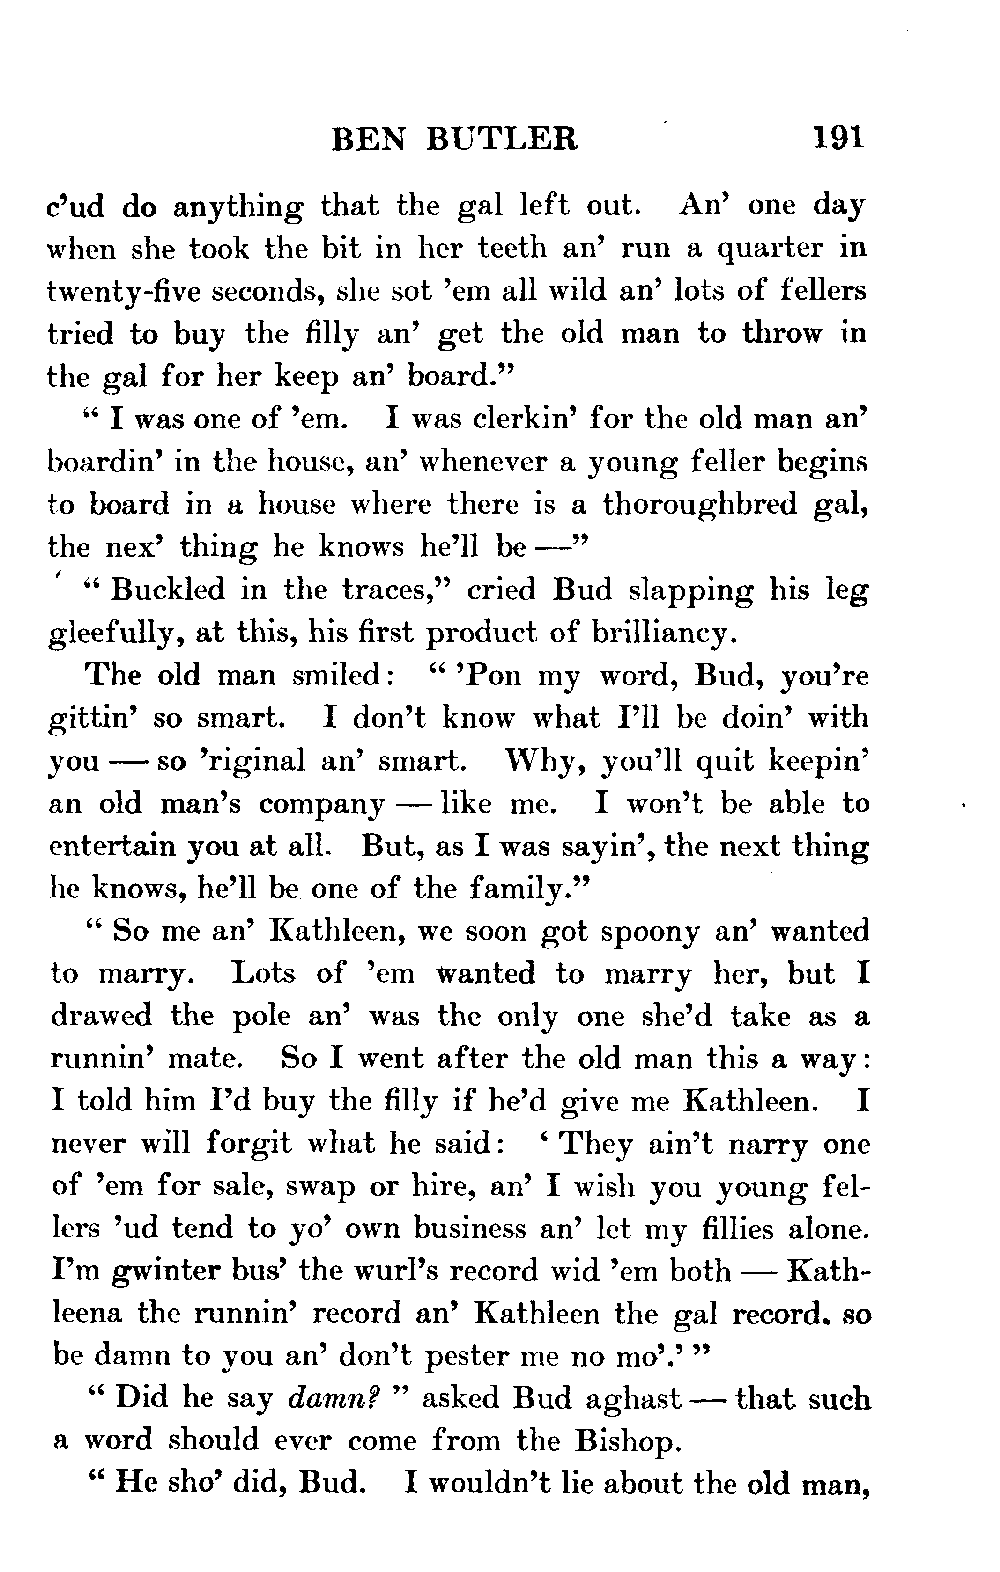 BEN BUTLER 191
c'ud do anything that the gal left out. An' one day
when she took the bit in her teeth an' run a quarter in
twenty-five seconds, she sot 'em all wild an' lots of fellers
tried to buy the filly an' get the old man to throw in
the gal for her keep an' board."
" I was one of 'em. I was clerkin' for the old man an'
boardin' in the house, an' whenever a young feller begins
to board in a house where there is a thoroughbred gal,
the nex' thing he knows he'll be —"
" Buckled in the traces," cried Bud slapping his leg
gleefully, at this, his first product of brilliancy.
The old man smiled: " 'Pon my word, Bud, you're
gittin' so smart. I don't know what I'll be doin' with
you — so 'riginal an' smart. Why, you'll quit keepin'
an old man's company — like me. I won't be able to
entertain you at all. But, as I was sayin', the next thing
he knows, he'll be one of the family."
" So me an' Kathleen, we soon got spoony an' wanted
to marry. Lots of 'em wanted to marry her, but I
drawed the pole an' was the only one she'd take as a
runnin' mate. So I went after the old man this a way:
I told him I'd buy the filly if he'd give me Kathleen. I
never will forgit what he said: ' They ain't narry one
of 'em for sale, swap or hire, an' I wish you young fel-
lers 'ud tend to yo' own business an' let my fillies alone.
I'm gwinter bus' the wurl's record wid 'em both — Kath-
leena the runnin' record an' Kathleen the gal record. so
be damn to you an' don't pester me no mo'.' "
" Did he say damn? " asked Bud aghast — that such
a word should ever come from the Bishop.
" He sho' did, Bud. I wouldn't lie about the old man,